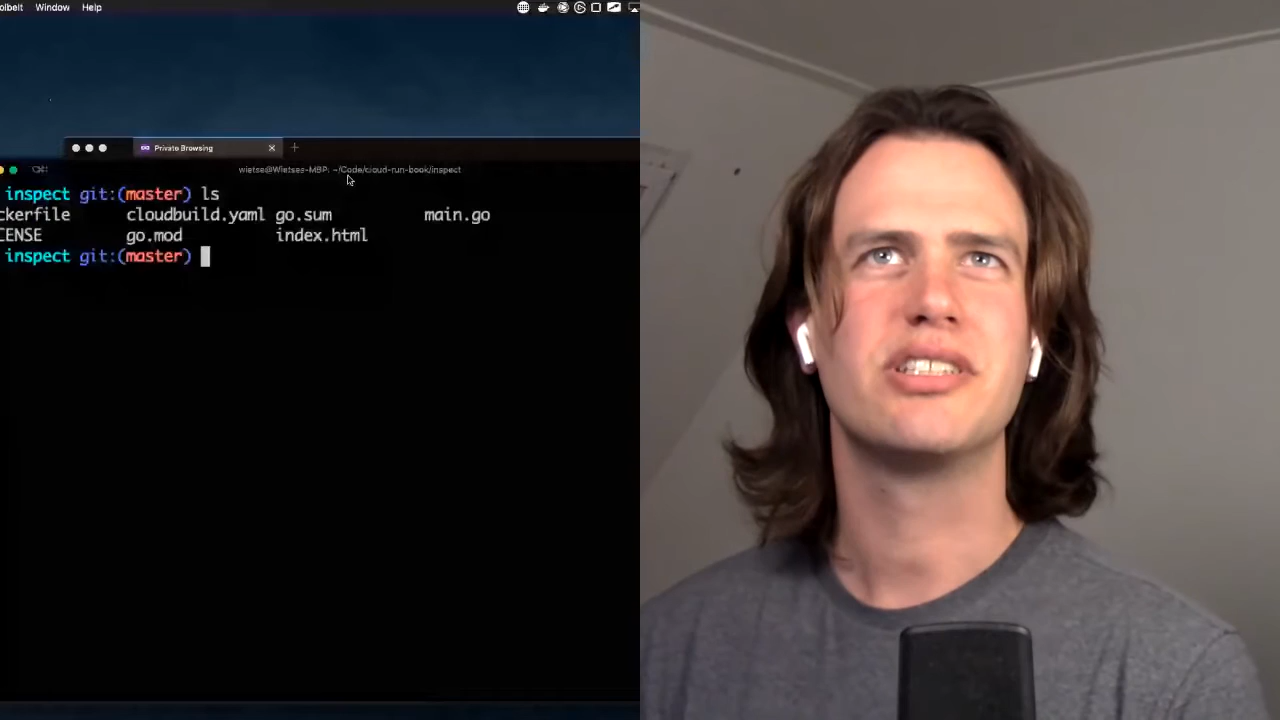 olbelt Window Help
Private Browsing
wietse@Wietses-MBP: ~/Code/cloud-run-book/inspect
inspect git:(master) ls
ckerfile cloudbuild.yaml go.sum main.go
CENSE go.mod index.html
inspect git:(master)